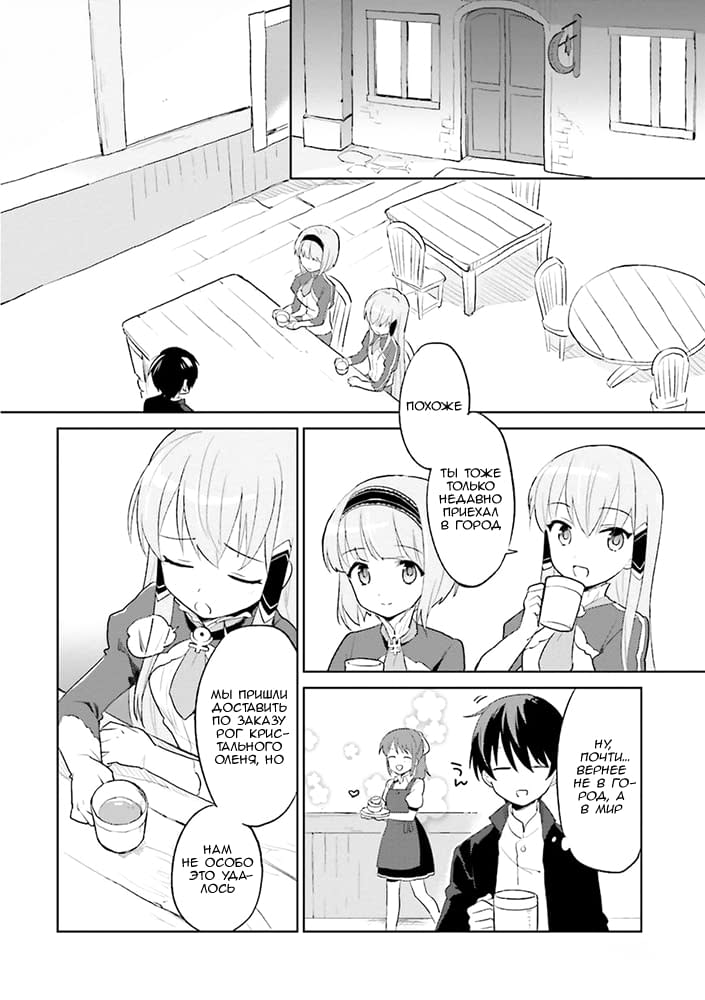 ПОХОЖЕ
ТЫ ТОЖЕ
ТОЛЬКО
НЕДАВНО
ПРИЕХАЛ
В ГОРОД
НУ,
ПОЧТИ...
ВЕРНЕЕ
НЕ В ГО-
РОД, А
В МИР
МЫ ПРИШЛИ
ДОСТАВИТЬ
ПО ЗАКАЗУ
РОГ КРИС-
ТАЛЬНОГО
ОЛЕНЯ, НО
НАМ
НЕ ОСОБО
ЭТО УДА-
ЛОСЬ